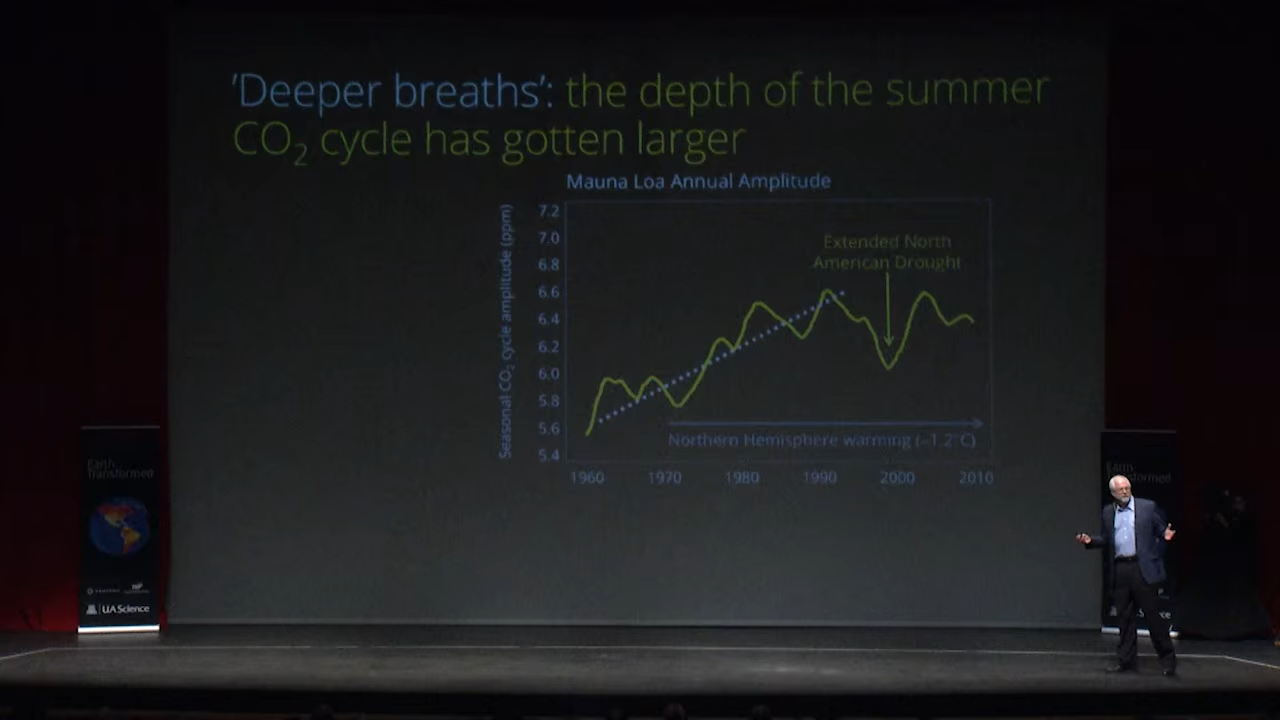 'Deeper breaths': the depth of the summer
CO₂ cycle has gotten larger
Mauna Loa Annual Amplitude
Seasonal CO₂ cycle amplitude (ppm)
7.2
7.0
6.8
6.6
6.4
6.2
6.0
5.8
5.6
5.4
Extended North
American Drought
Northern Hemisphere warming (~1.2°C)
1960 1970 1980 1990 2000 2010
Earth
Transformed
UA Science
Earth